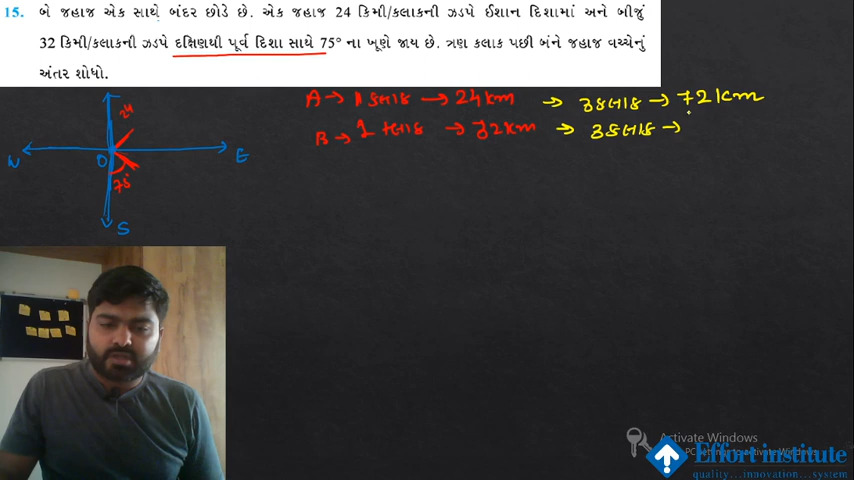 15. બે જહાજ એક સાથે બંદર છોડે છે. એક જહાજ 24 કિમી/કલાકની ઝડપે ઈશાન દિશામાં અને બીજું
32 કિમી/કલાકની ઝડપે દક્ષિણથી પૂર્વ દિશા સાથે 75° ના ખૂણે જાય છે. ત્રણ કલાક પછી બંને જહાજ વચ્ચેનું
અંતર શોધો.
A → 1 કલાક → 24 km → 3 કલાક → 72 km
B → 1 કલાક → 32 km → 3 કલાક →
24
W O E
75°
S
Activate Windows
Effort institute
quality...innovation...system